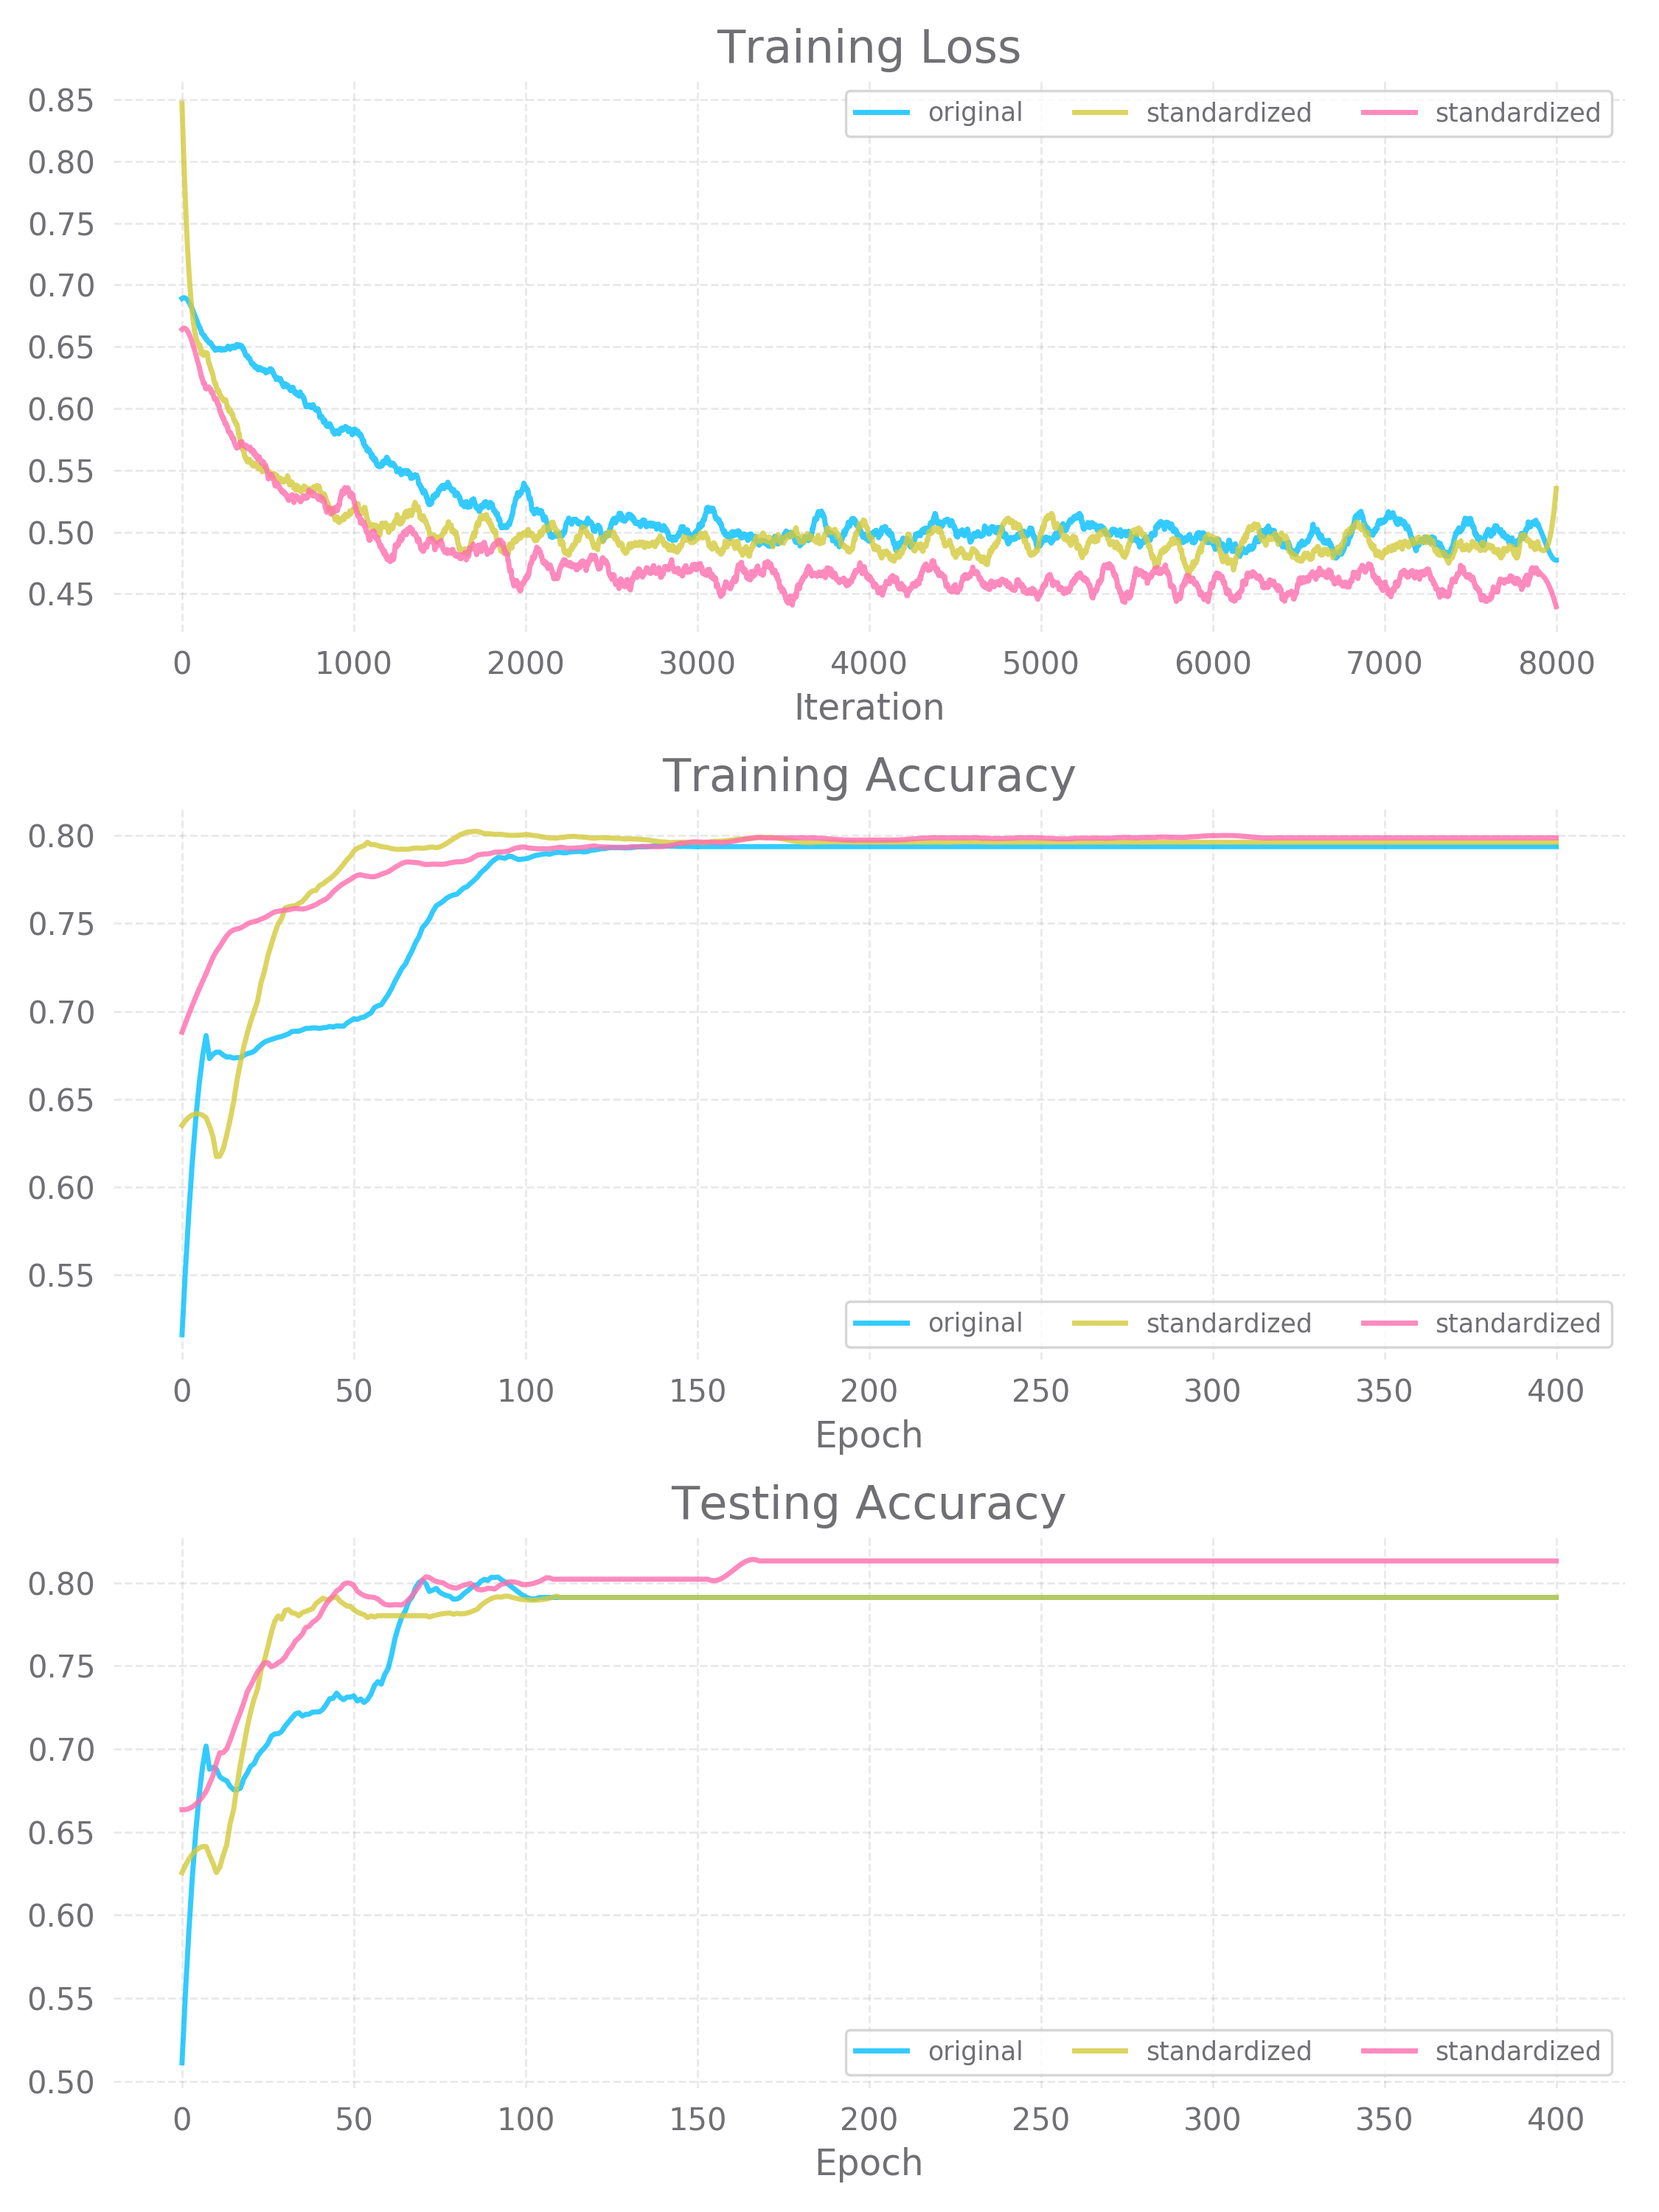 Training Loss
original standardized standardized
0.85
0.80
0.75
0.70
0.65
0.60
0.55
0.50
0.45
0 1000 2000 3000 4000 5000 6000 7000 8000
Iteration
Training Accuracy
0.80
0.75
0.70
0.65
0.60
0.55
original standardized standardized
0 50 100 150 200 250 300 350 400
Epoch
Testing Accuracy
0.80
0.75
0.70
0.65
0.60
0.55
original standardized standardized
0.50
0 50 100 150 200 250 300 350 400
Epoch